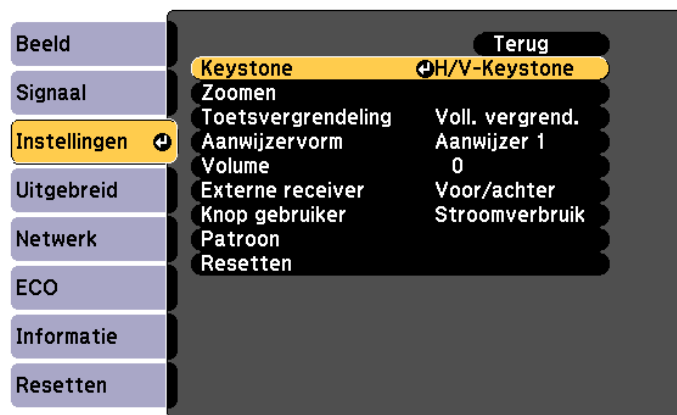 Beeld
Signaal
Instellingen
Uitgebreid
Netwerk
ECO
Informatie
Resetten
Terug
Keystone H/V-Keystone
Zoomen
Toetsvergrendeling Voll. vergrend.
Aanwijzervorm Aanwijzer 1
Volume 0
Externe receiver Voor/achter
Knop gebruiker Stroomverbruik
Patroon
Resetten